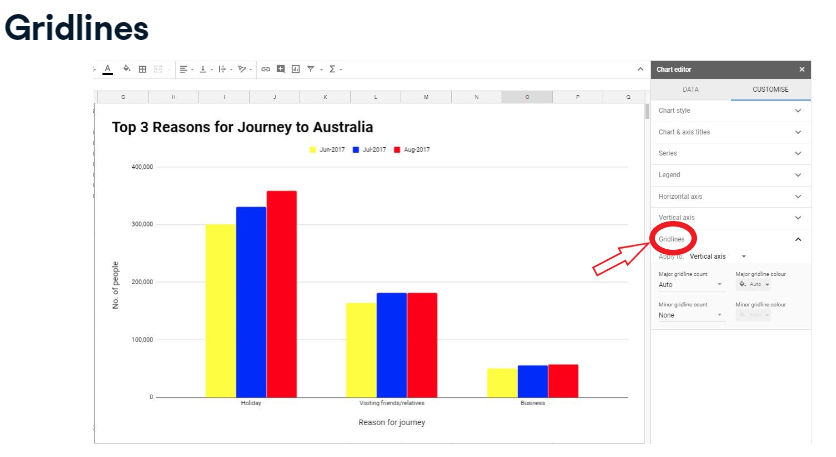 Gridlines
Chart editor
DATA CUSTOMISE
G H I J K L M N O P Q
Top 3 Reasons for Journey to Australia
Jun-2017 Jul-2017 Aug-2017
400,000
300,000
200,000
100,000
0
No. of people
Holiday Visiting friends/relatives Business
Reason for journey
Chart style
Chart & axis titles
Series
Legend
Horizontal axis
Vertical axis
Gridlines
Apply to: Vertical axis
Major gridline count Major gridline colour
Auto Auto
Minor gridline count Minor gridline colour
None Auto